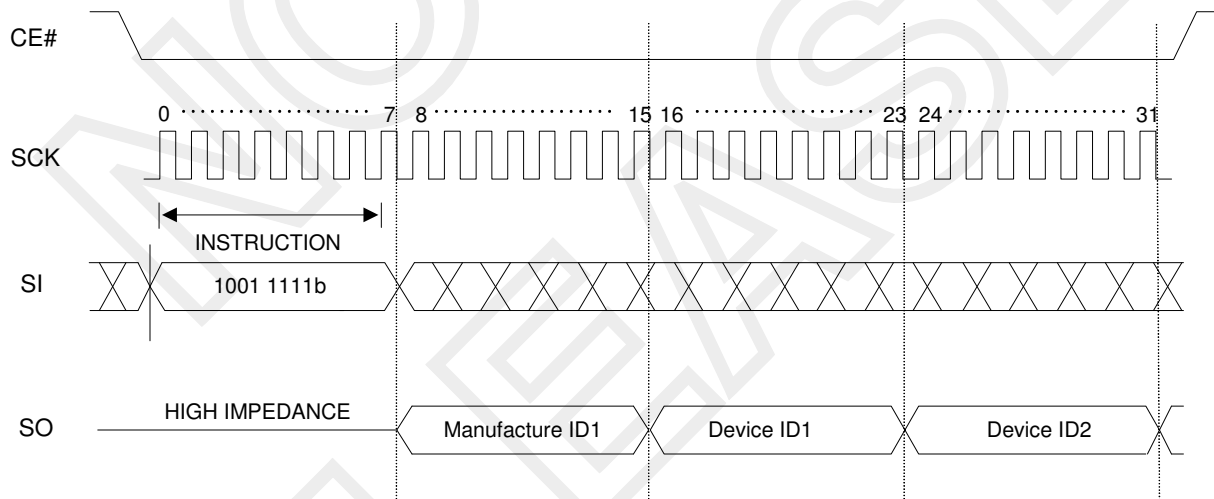 CE#
0 7 8 15 16 23 24 31
SCK
INSTRUCTION
SI
1001 1111b
HIGH IMPEDANCE
SO
Manufacture ID1
Device ID1
Device ID2